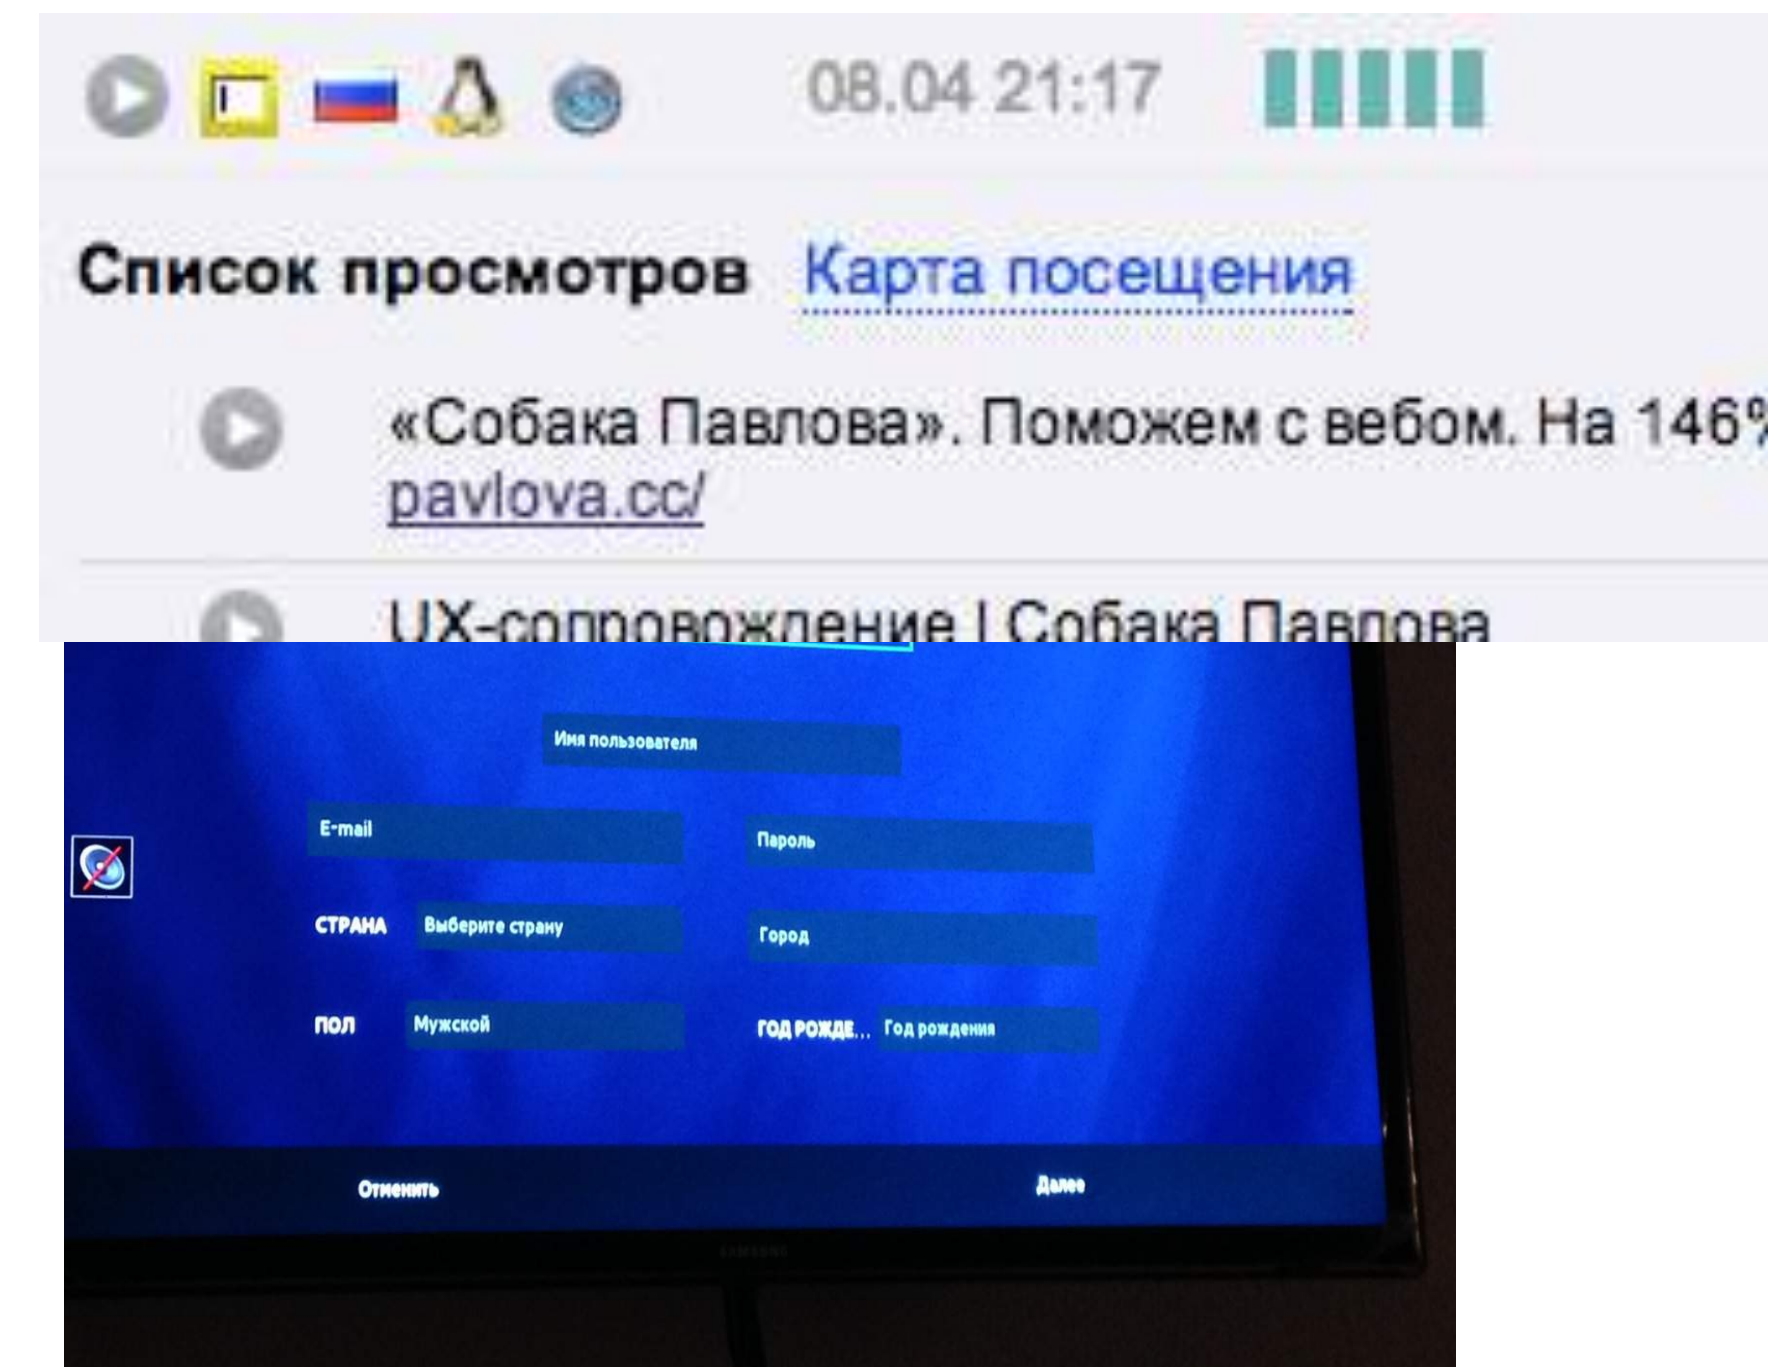 08.04 21:17
Список просмотров Карта посещения
«Собака Павлова». Поможем с вебом. На 146%
pavlova.cc/
UX-сопровождение | Собака Павлова
Имя пользователя
E-mail
Пароль
СТРАНА Выберите страну
Город
ПОЛ Мужской
ГОД РОЖДЕ... Год рождения
Отменить
Далее
SAMSUNG